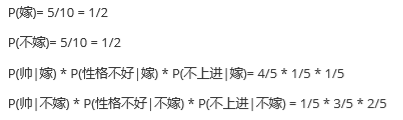 P(嫁)= 5/10 = 1/2
P(不嫁)= 5/10 = 1/2
P(帅|嫁) * P(性格不好|嫁) * P(不上进|嫁)= 4/5 * 1/5 * 1/5
P(帅|不嫁) * P(性格不好|不嫁) * P(不上进|不嫁) = 1/5 * 3/5 * 2/5